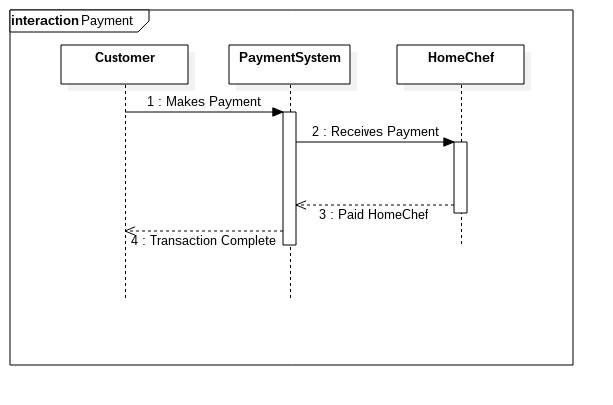 interaction Payment
Customer
PaymentSystem
HomeChef
1 : Makes Payment
2 : Receives Payment
3 : Paid HomeChef
4 : Transaction Complete